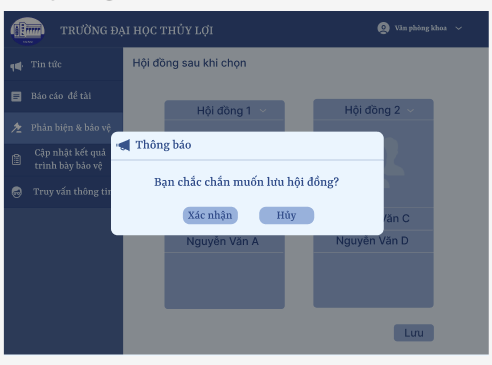 TRƯỜNG ĐẠI HỌC THỦY LỢI
Văn phòng khoa
Tin tức
Hội đồng sau khi chọn
Báo cáo đề tài
Hội đồng 1
Hội đồng 2
Phản biện & bảo vệ
Thông báo
Cập nhật kết quả
trình bày bảo vệ
Bạn chắc chắn muốn lưu hội đồng?
Truy vấn thông tin
Xác nhận
Hủy
Văn C
Nguyễn Văn A
Nguyễn Văn D
Lưu